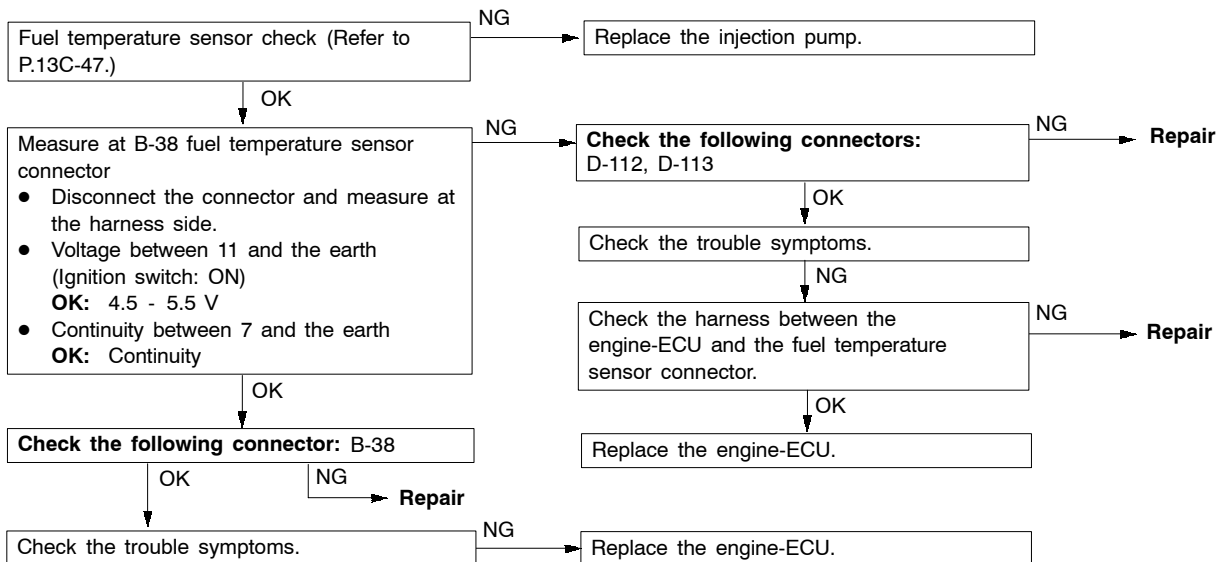 Fuel temperature sensor check (Refer to
P.13C-47.)
NG
Replace the injection pump.
OK
Measure at B-38 fuel temperature sensor
connector
● Disconnect the connector and measure at
the harness side.
● Voltage between 11 and the earth
(Ignition switch: ON)
OK: 4.5 - 5.5 V
● Continuity between 7 and the earth
OK: Continuity
NG
Check the following connectors:
D-112, D-113
NG
Repair
OK
Check the trouble symptoms.
NG
Check the harness between the
engine-ECU and the fuel temperature
sensor connector.
NG
Repair
OK
Replace the engine-ECU.
OK
Check the following connector: B-38
OK
NG
Repair
Check the trouble symptoms.
NG
Replace the engine-ECU.